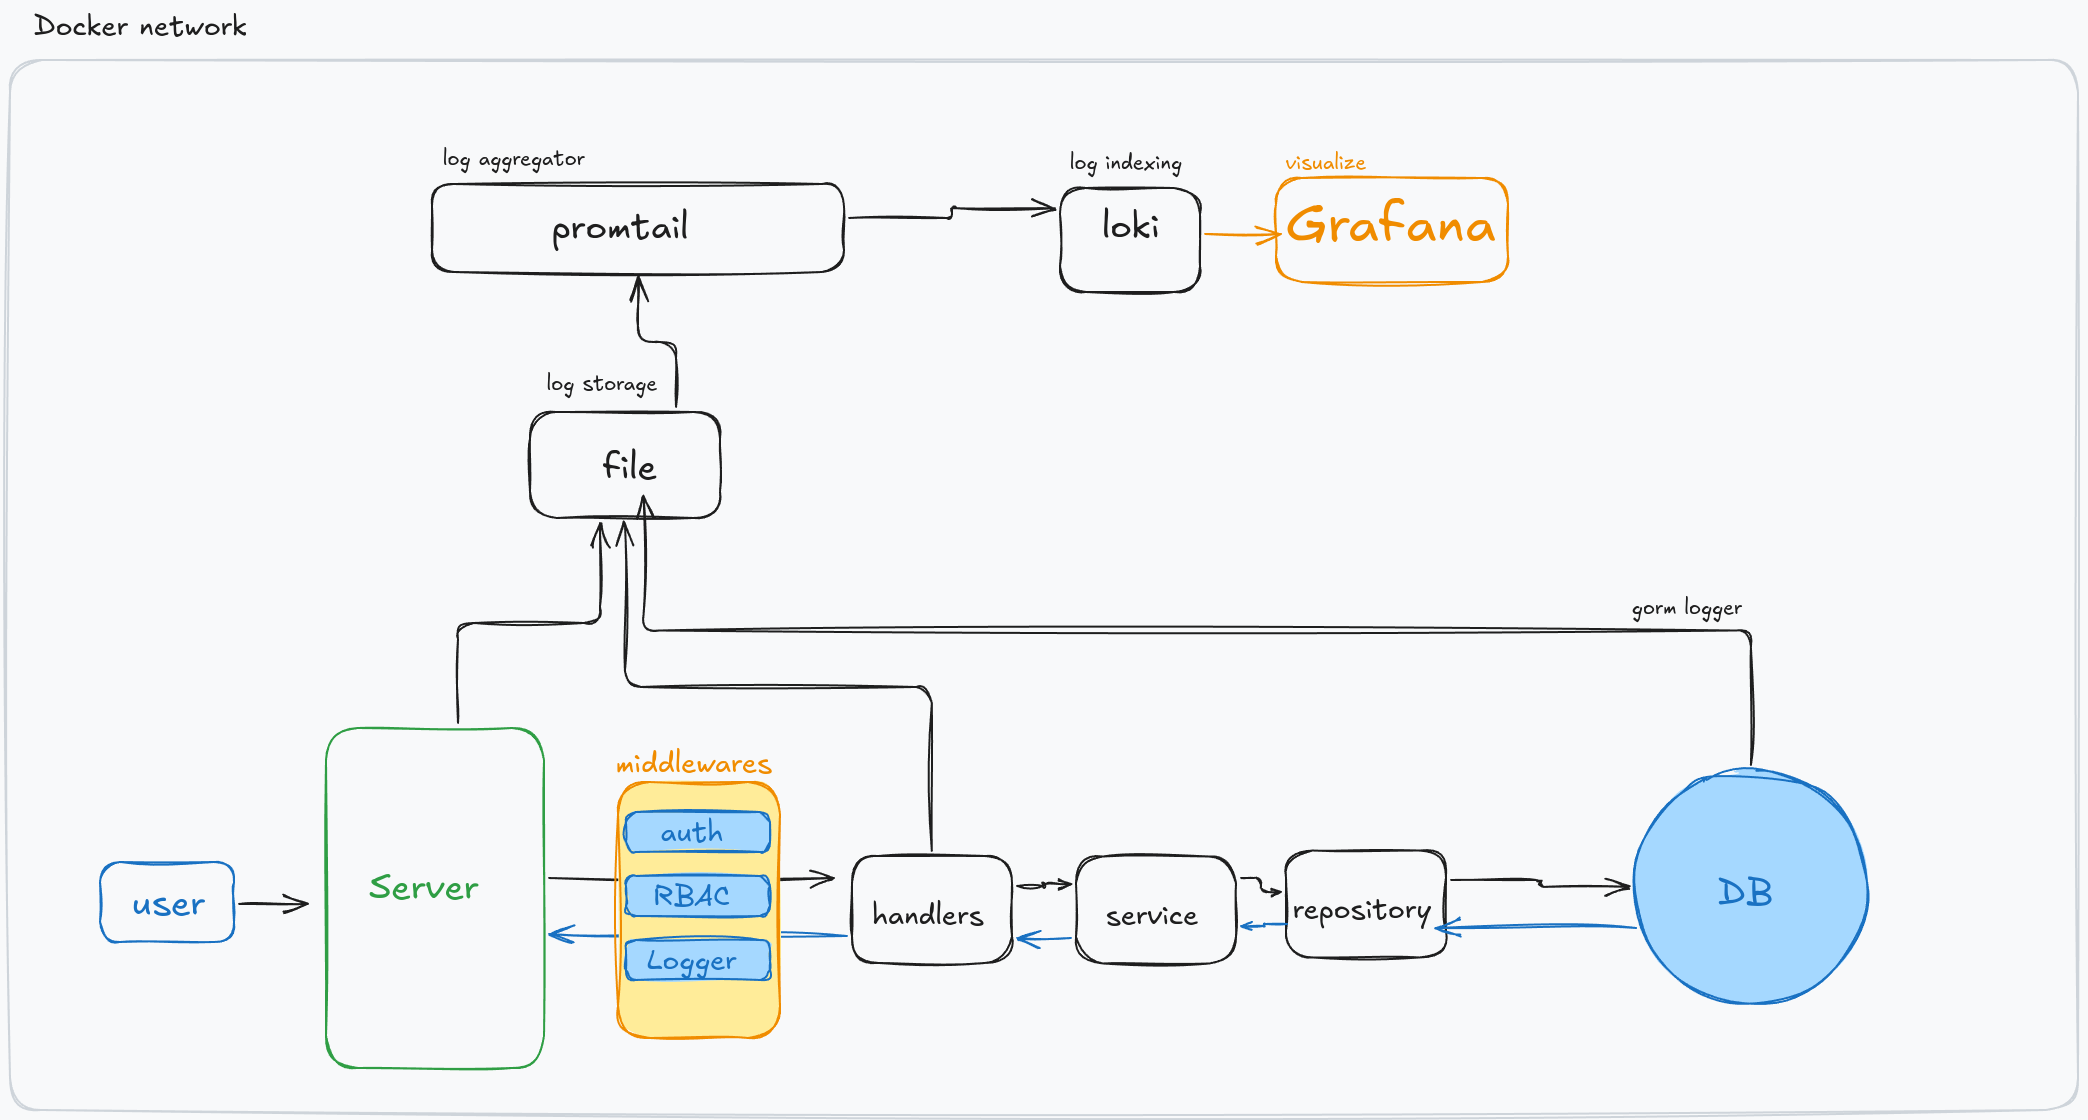 Docker network
log aggregator
promtail
log indexing
loki
visualize
Grafana
log storage
file
gorm logger
user
Server
middlewares
auth
RBAC
Logger
handlers
service
repository
DB